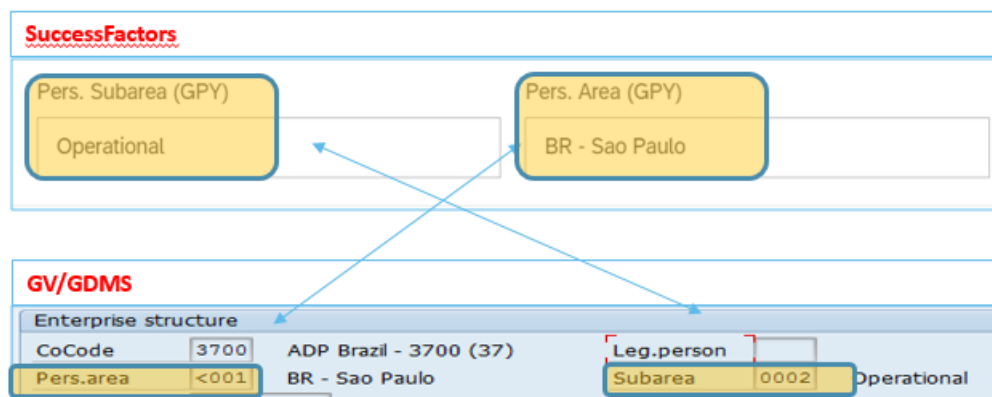 SuccessFactors
Pers. Subarea (GPY) Pers. Area (GPY)
Operational BR - Sao Paulo
GV/GDMS
Enterprise structure
CoCode 3700 ADP Brazil - 3700 (37) Leg.person
Pers.area <001 BR - Sao Paulo Subarea 0002 Operational